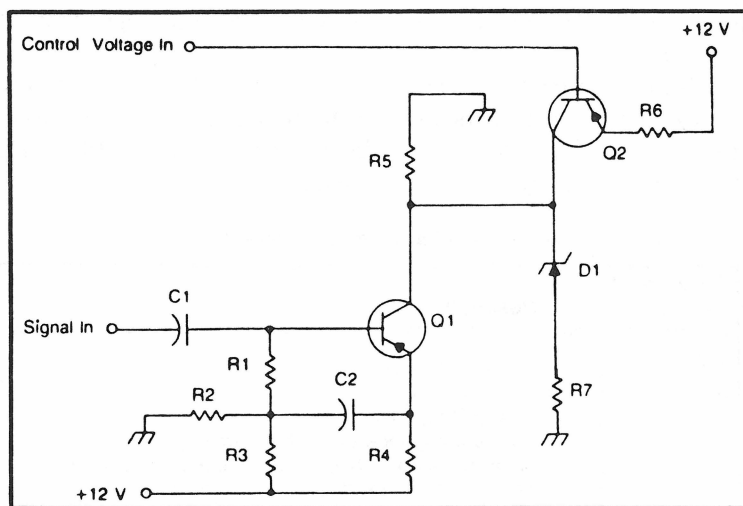 Control Voltage In
+12 V
R6
Q2
R5
D1
C1
Signal In
Q1
R1
C2
R2
R7
R3
R4
+12 V